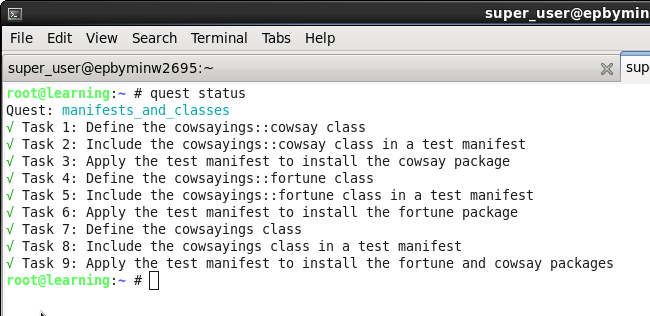 super_user@epbymin
File Edit View Search Terminal Tabs Help
super_user@epbyminw2695:~
root@learning:~ # quest status
Quest: manifests_and_classes
√ Task 1: Define the cowsayings::cowsay class
√ Task 2: Include the cowsayings::cowsay class in a test manifest
√ Task 3: Apply the test manifest to install the cowsay package
√ Task 4: Define the cowsayings::fortune class
√ Task 5: Include the cowsayings::fortune class in a test manifest
√ Task 6: Apply the test manifest to install the fortune package
√ Task 7: Define the cowsayings class
√ Task 8: Include the cowsayings class in a test manifest
√ Task 9: Apply the test manifest to install the fortune and cowsay packages
root@learning:~ #